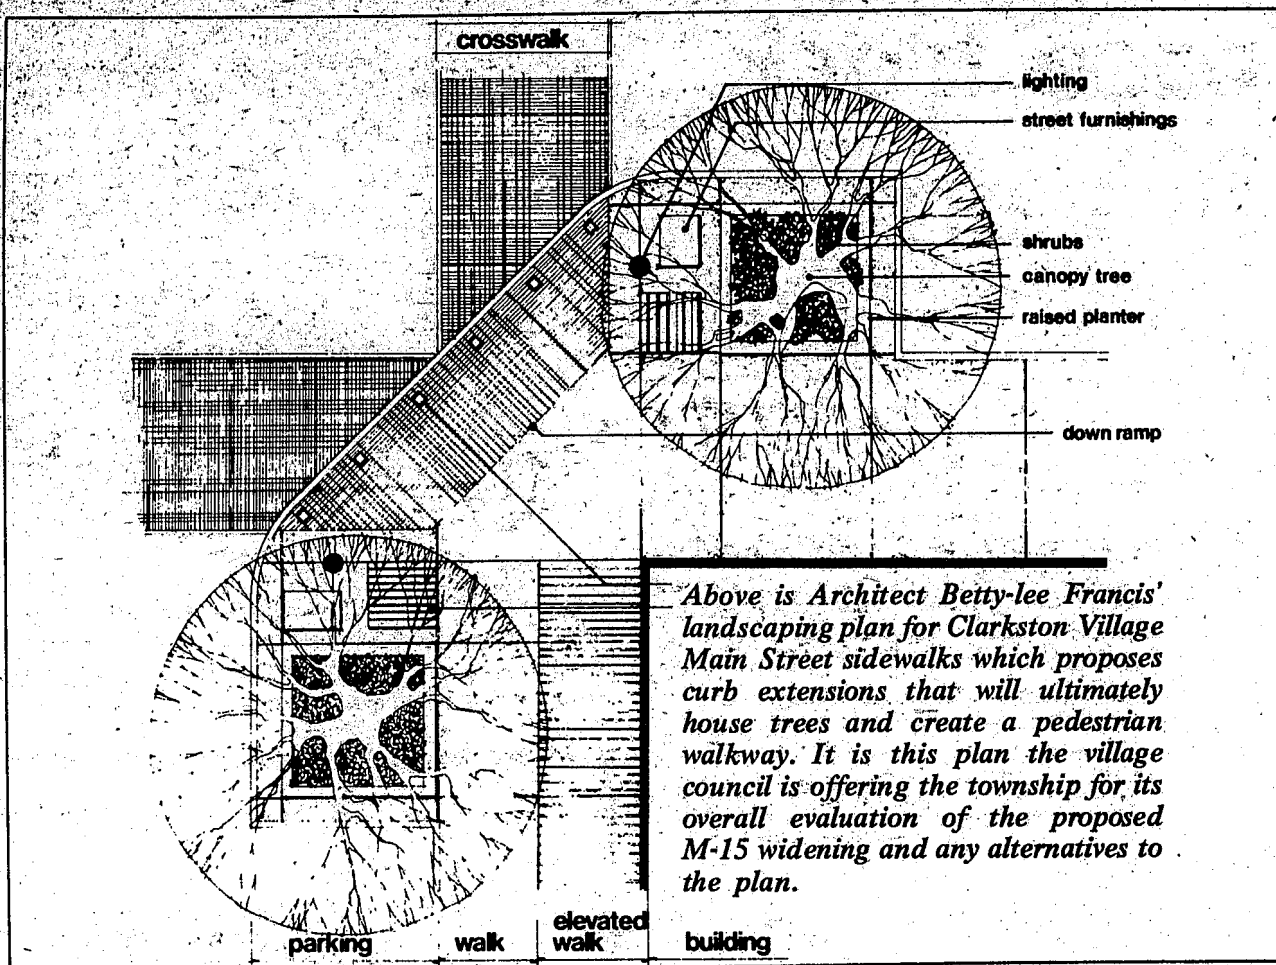 crosswalk
lighting
street furnishings
shrubs
canopy tree
raised planter
down ramp
Above is Architect Betty-lee Francis'
landscaping plan for Clarkston Village
Main Street sidewalks which proposes
curb extensions that will ultimately
house trees and create a pedestrian
walkway. It is this plan the village
council is offering the township for its
overall evaluation of the proposed
M-15 widening and any alternatives to
the plan.
parking
walk
elevated
walk
building